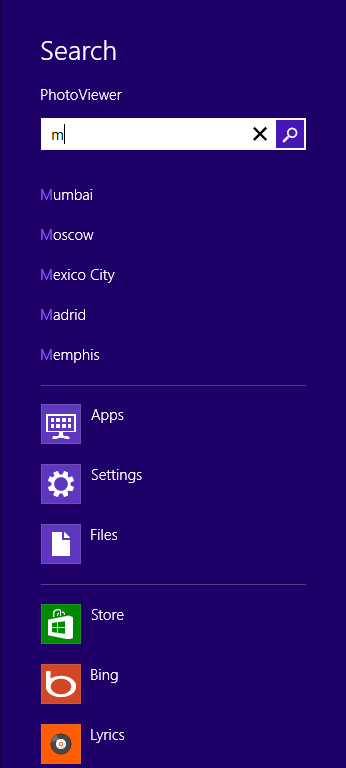 Search
PhotoViewer
m
Mumbai
Moscow
Mexico City
Madrid
Memphis
Apps
Settings
Files
Store
Bing
Lyrics